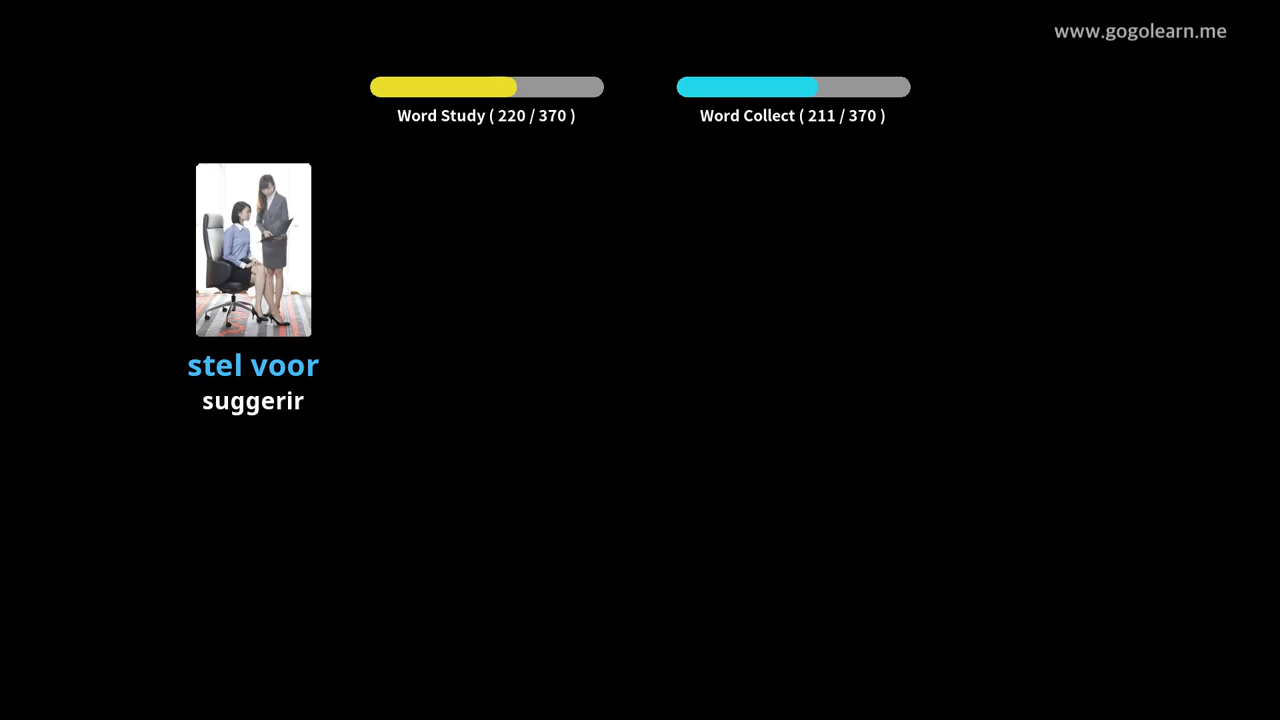 www.gogolearn.me
Word Study ( 220 / 370 )
Word Collect ( 211 / 370 )
stel voor
suggerir